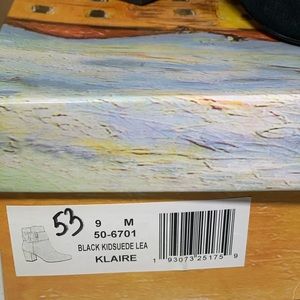 53
9 M
50-6701
BLACK KIDSUEDE LEA
KLAIRE
1 93073 25175 9